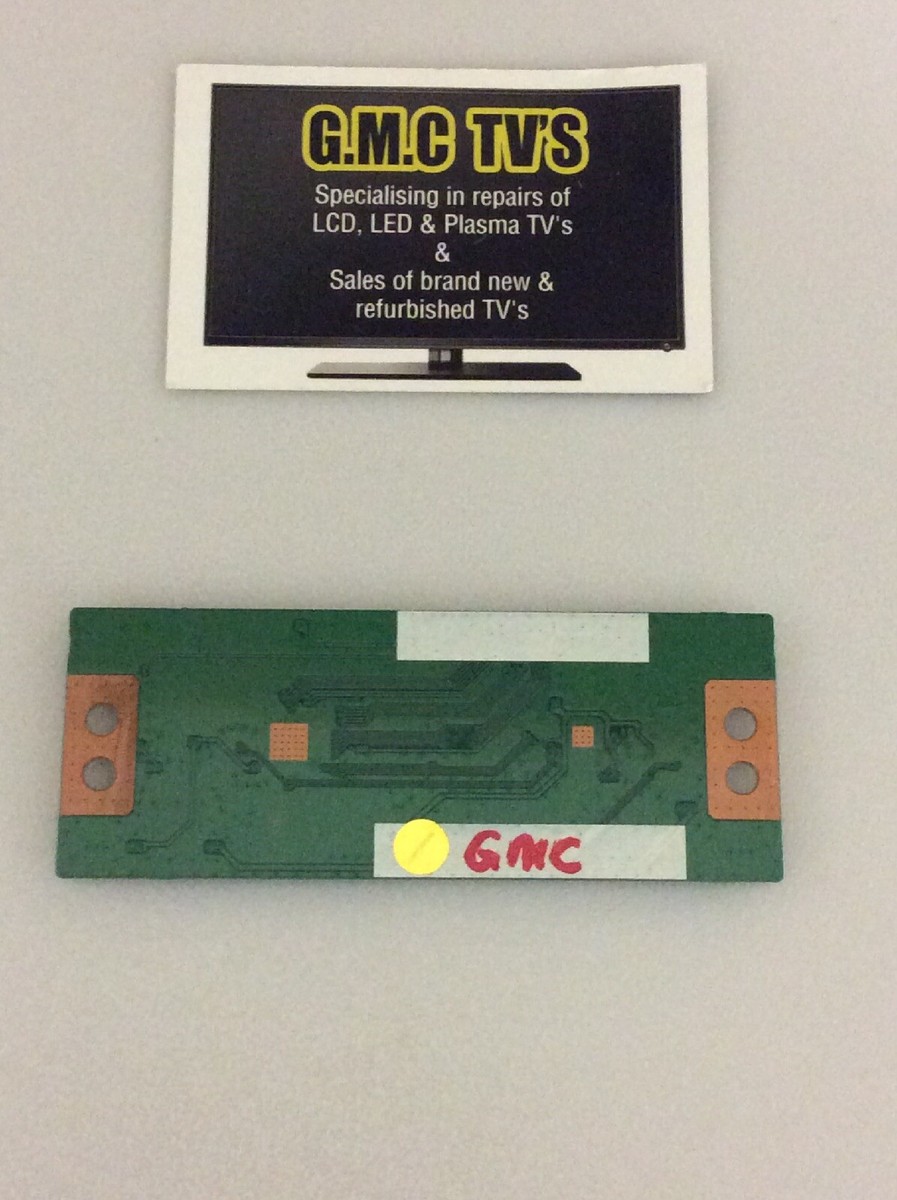 G.M.C TV'S
Specialising in repairs of
LCD, LED & Plasma TV's
&
Sales of brand new &
refurbished TV's
GMC